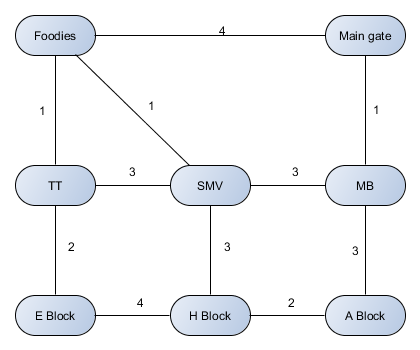 Foodies
4
Main gate
1
1
1
TT
3
SMV
3
MB
2
3
3
E Block
4
H Block
2
A Block